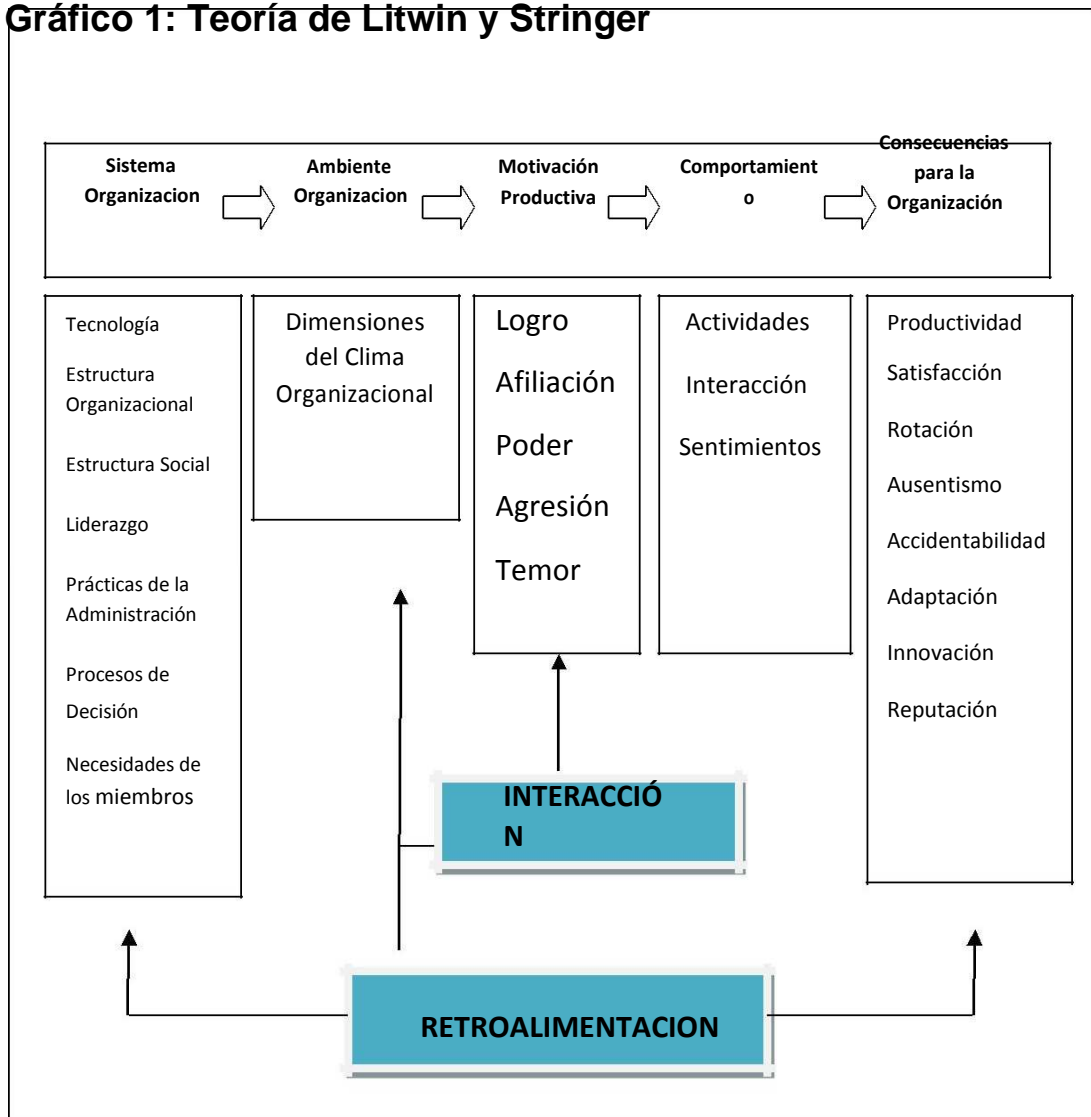 Gráfico 1: Teoría de Litwin y Stringer
Sistema
Organizacion
Ambiente
Organizacion
Motivación
Productiva
Comportamient
o
Consecuencias
para la
Organización
Tecnología
Estructura
Organizacional
Estructura Social
Liderazgo
Prácticas de la
Administración
Procesos de
Decisión
Necesidades de
los miembros
Dimensiones
del Clima
Organizacional
Logro
Afiliación
Poder
Agresión
Temor
Actividades
Interacción
Sentimientos
Productividad
Satisfacción
Rotación
Ausentismo
Accidentabilidad
Adaptación
Innovación
Reputación
INTERACCIÓ
N
RETROALIMENTACION